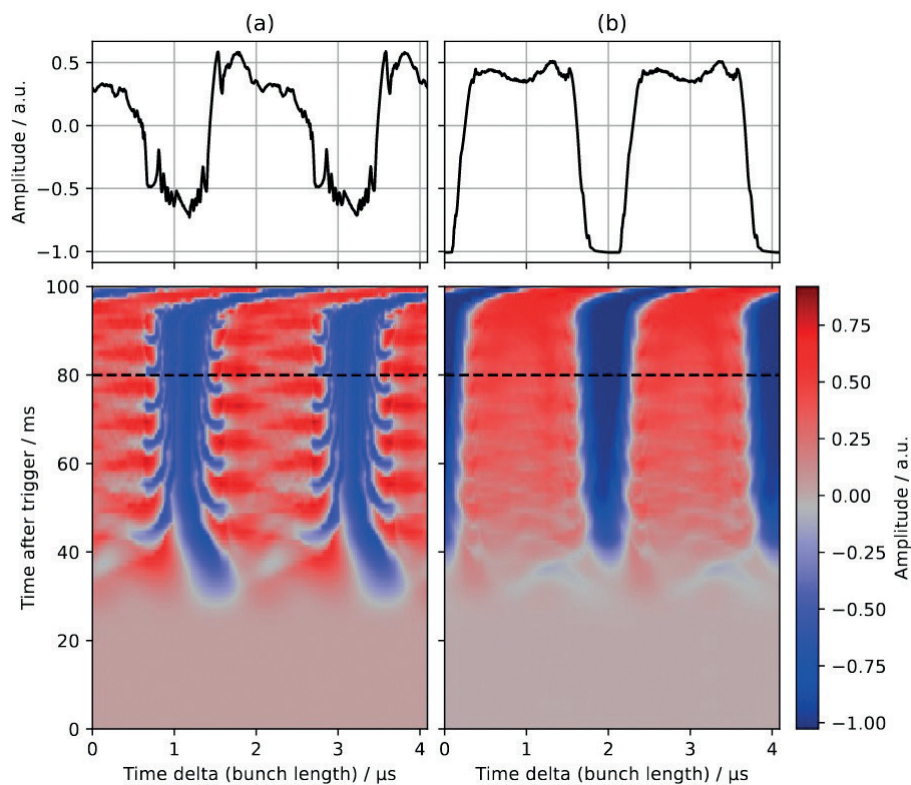 (a)
(b)
Amplitude / a.u.
0.5
0.0
−0.5
−1.0
Time after trigger / ms
100
80
60
40
20
0
0 1 2 3 4
0 1 2 3 4
Time delta (bunch length) / μs
Time delta (bunch length) / μs
0.75
0.50
0.25
0.00
−0.25
−0.50
−0.75
−1.00
Amplitude / a.u.